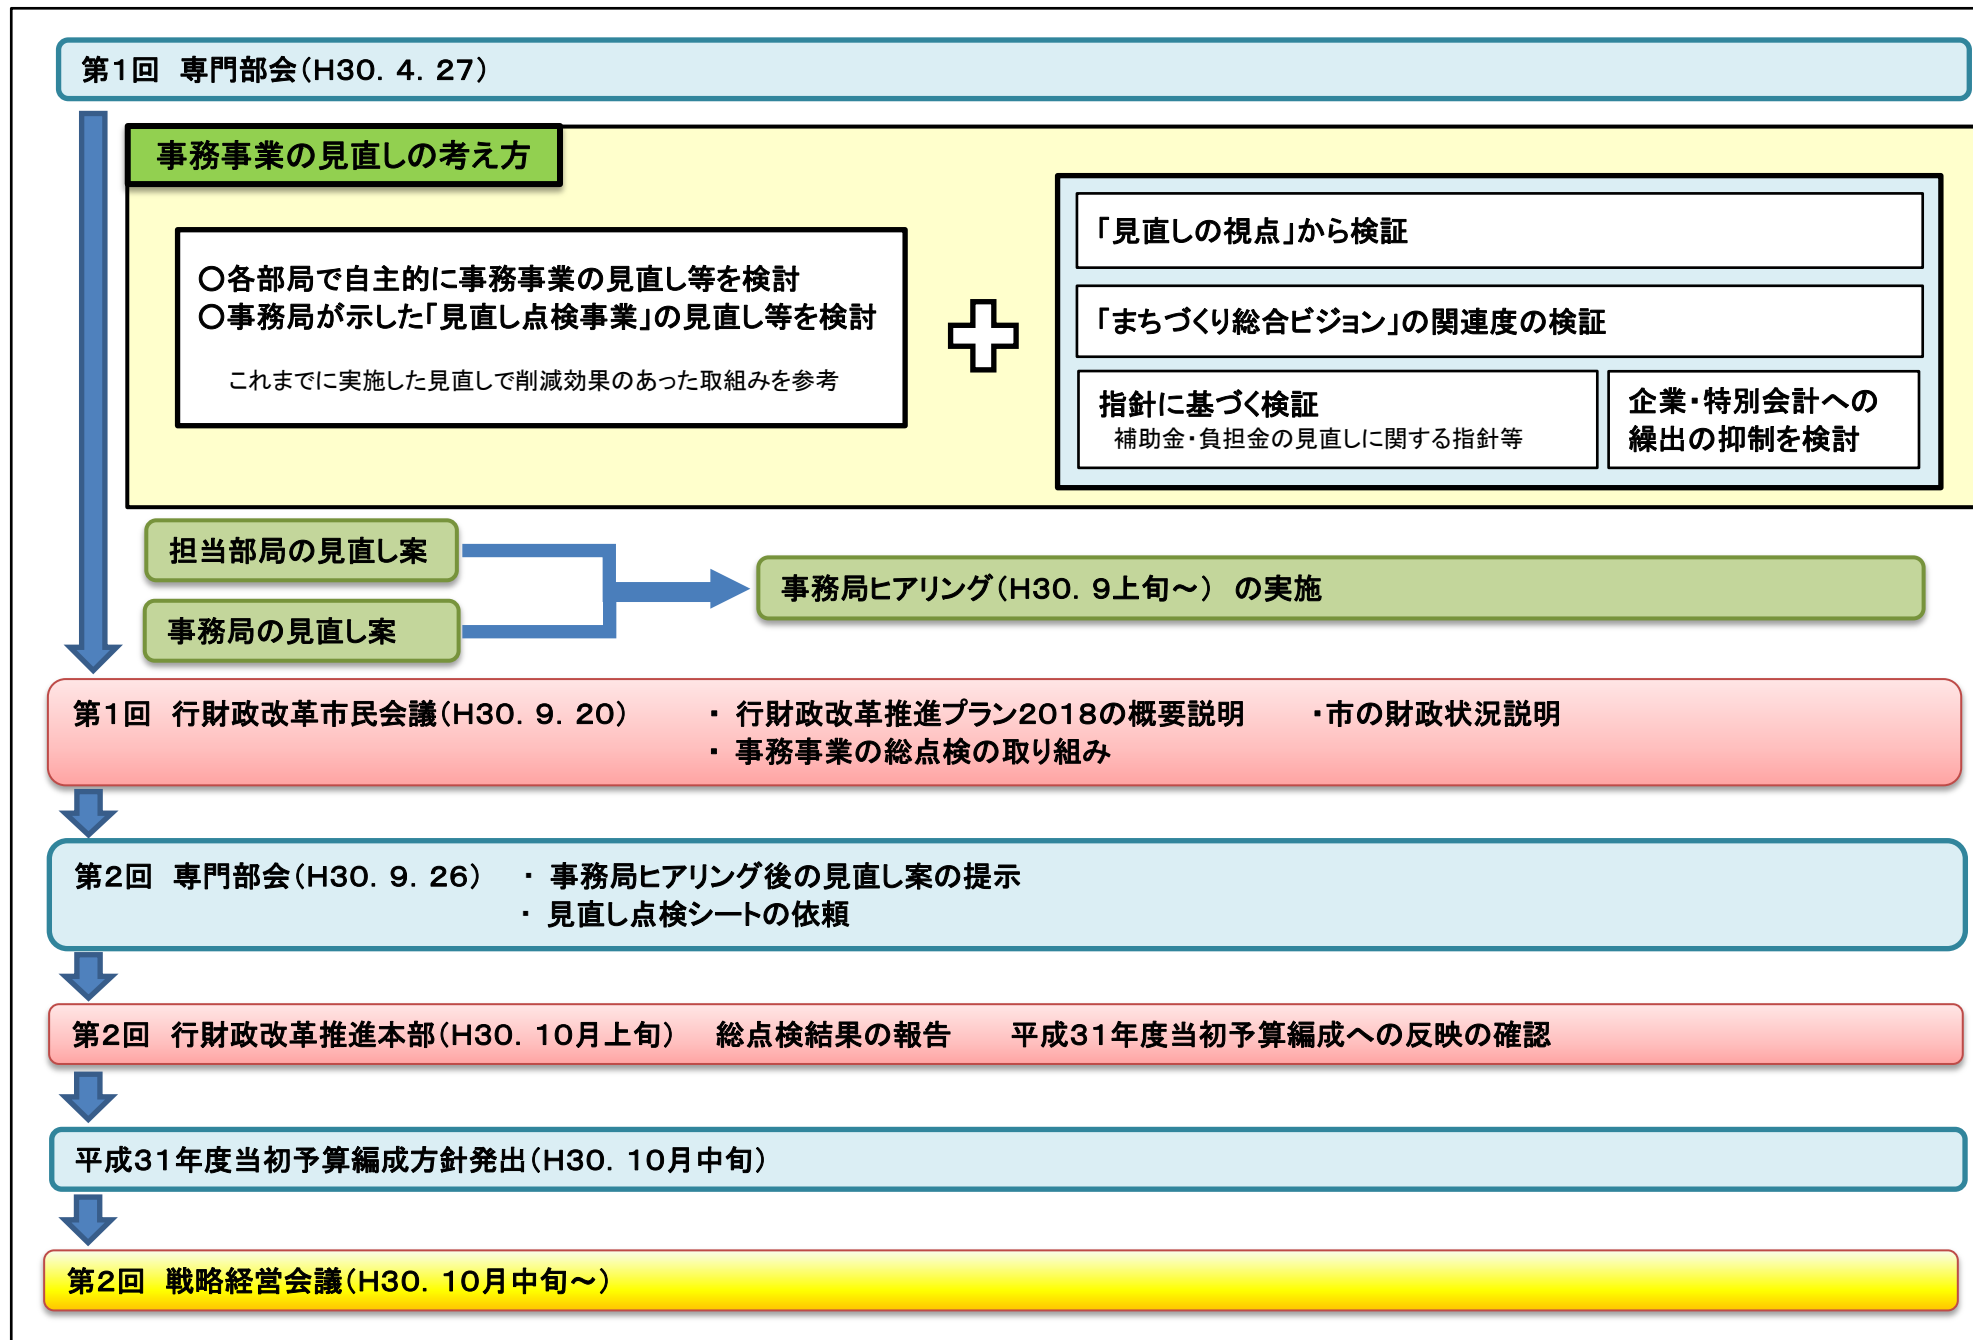 第1回　専門部会（H30．4．27）
事務事業の見直しの考え方
○各部局で自主的に事務事業の見直し等を検討
○事務局が示した「見直し点検事業」の見直し等を検討
これまでに実施した見直しで削減効果のあった取組みを参考
「見直しの視点」から検証
「まちづくり総合ビジョン」の関連度の検証
指針に基づく検証
補助金・負担金の見直しに関する指針等
企業・特別会計への
繰出の抑制を検討
担当部局の見直し案
事務局の見直し案
事務局ヒアリング（H30．9上旬～）　の実施
第1回　行財政改革市民会議（H30．9．20）　　・ 行財政改革推進プラン2018の概要説明　　・市の財政状況説明
・ 事務事業の総点検の取り組み
第2回　専門部会（H30．9．26）　・ 事務局ヒアリング後の見直し案の提示
・ 見直し点検シートの依頼
第2回　行財政改革推進本部（H30．10月上旬）　総点検結果の報告　　平成31年度当初予算編成への反映の確認
平成31年度当初予算編成方針発出（H30．10月中旬）
第2回　戦略経営会議（H30．10月中旬～）